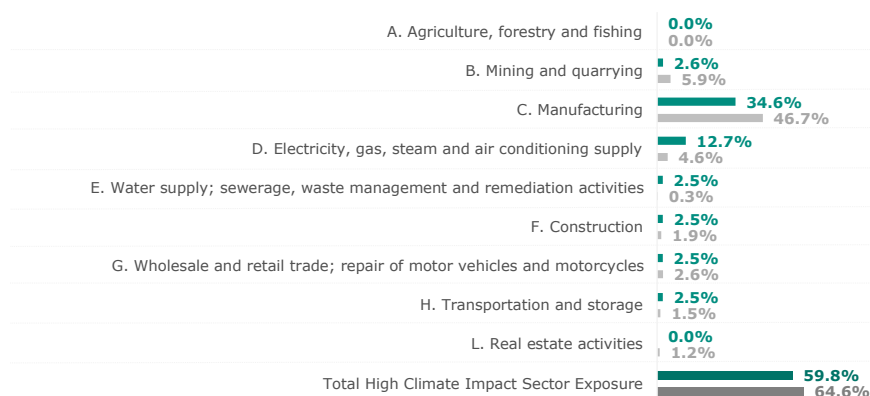 A. Agriculture, forestry and fishing 0.0%
0.0%
B. Mining and quarrying 2.6%
5.9%
C. Manufacturing 34.6%
46.7%
D. Electricity, gas, steam and air conditioning supply 12.7%
4.6%
E. Water supply; sewerage, waste management and remediation activities 2.5%
0.3%
F. Construction 2.5%
1.9%
G. Wholesale and retail trade; repair of motor vehicles and motorcycles 2.5%
2.6%
H. Transportation and storage 2.5%
1.5%
L. Real estate activities 0.0%
1.2%
Total High Climate Impact Sector Exposure 59.8%
64.6%